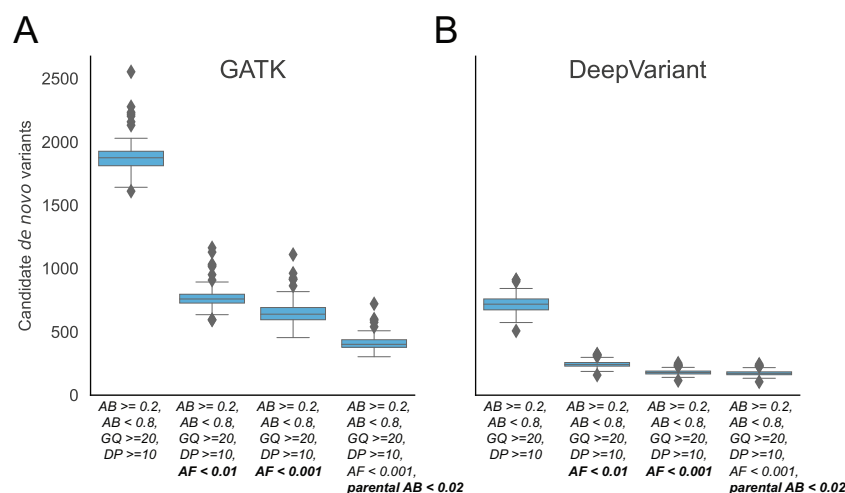 A
B
GATK
DeepVariant
Candidate de novo variants
2500
2000
1500
1000
500
0
AB >= 0.2,
AB < 0.8,
GQ >=20,
DP >=10
AB >= 0.2,
AB < 0.8,
GQ >=20,
DP >=10,
AF < 0.01
AB >= 0.2,
AB < 0.8,
GQ >=20,
DP >=10,
AF < 0.001
AB >= 0.2,
AB < 0.8,
GQ >=20,
DP >=10,
AF < 0.001,
parental AB < 0.02
AB >= 0.2,
AB < 0.8,
GQ >=20,
DP >=10
AB >= 0.2,
AB < 0.8,
GQ >=20,
DP >=10,
AF < 0.01
AB >= 0.2,
AB < 0.8,
GQ >=20,
DP >=10,
AF < 0.001
AB >= 0.2,
AB < 0.8,
GQ >=20,
DP >=10,
AF < 0.001,
parental AB < 0.02